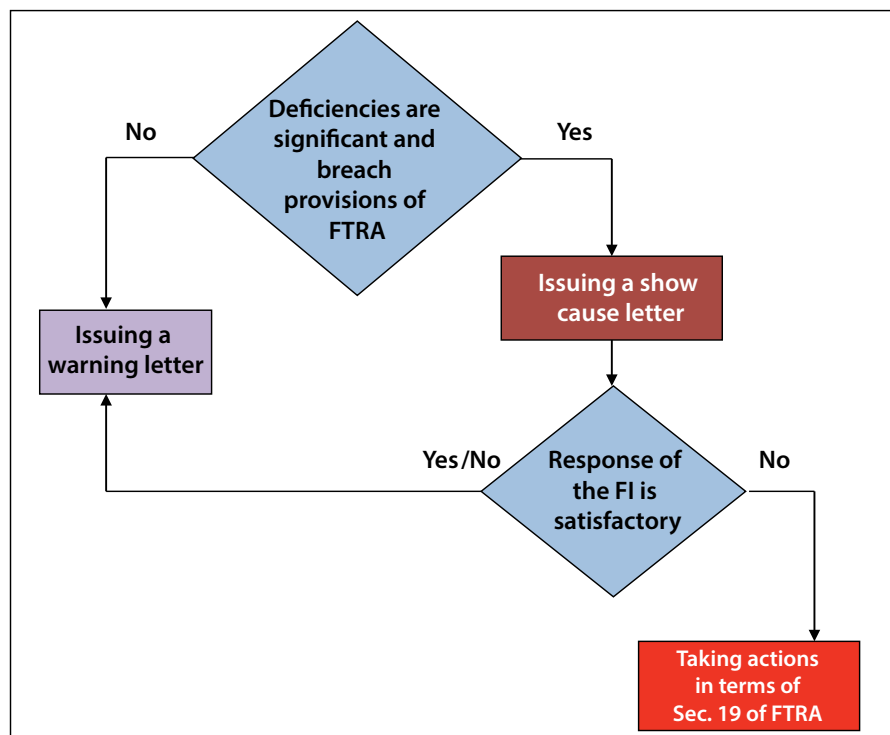 Deficiencies are
significant and
breach
provisions of
FTRA
No
Yes
Issuing a show
cause letter
Issuing a
warning letter
Yes/No
Response of
the FI is
satisfactory
No
Taking actions
in terms of
Sec. 19 of FTRA